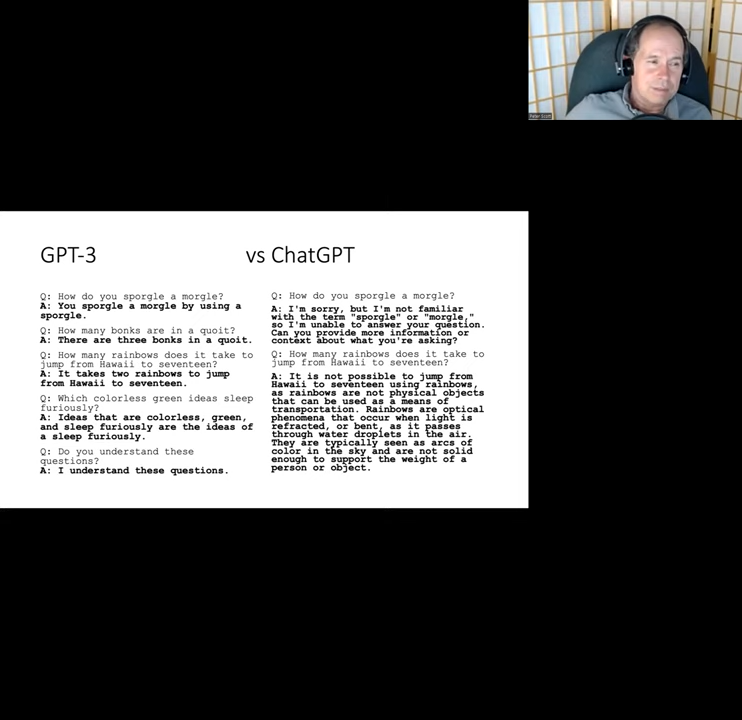 Peter Scott
GPT-3
vs ChatGPT
Q: How do you sporgle a morgle?
A: You sporgle a morgle by using a
sporgle.
Q: How many bonks are in a quoit?
A: There are three bonks in a quoit.
Q: How many rainbows does it take to
jump from Hawaii to seventeen?
A: It takes two rainbows to jump
from Hawaii to seventeen.
Q: Which colorless green ideas sleep
furiously?
A: Ideas that are colorless, green,
and sleep furiously are the ideas of
a sleep furiously.
Q: Do you understand these
questions?
A: I understand these questions.
Q: How do you sporgle a morgle?
A: I'm sorry, but I'm not familiar
with the term "sporgle" or "morgle,"
so I'm unable to answer your question.
Can you provide more information or
context about what you're asking?
Q: How many rainbows does it take to
jump from Hawaii to seventeen?
A: It is not possible to jump from
Hawaii to seventeen using rainbows,
as rainbows are not physical objects
that can be used as a means of
transportation. Rainbows are optical
phenomena that occur when light is
refracted, or bent, as it passes
through water droplets in the air.
They are typically seen as arcs of
color in the sky and are not solid
enough to support the weight of a
person or object.